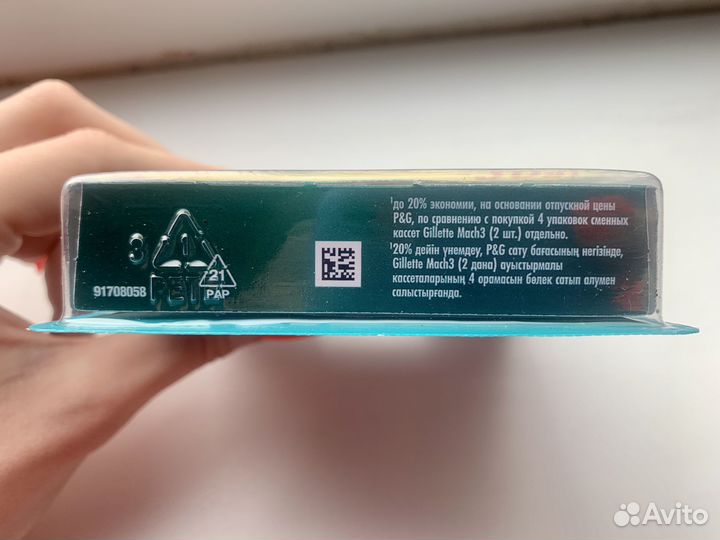 ¹до 20% экономии, на основании отпускной цены
P&G, по сравнению с покупкой 4 упаковок сменных
кассет Gillette Mach3 (2 шт.) отдельно.
¹20% дейін үнемдеу, P&G сату бағасының негізінде,
Gillette Mach3 (2 дана) ауыстырмалы
кассеталарының 4 орамасын бөлек сатып алумен
салыстырғанда.
3
1
PET
21
PAP
91708058
Avito